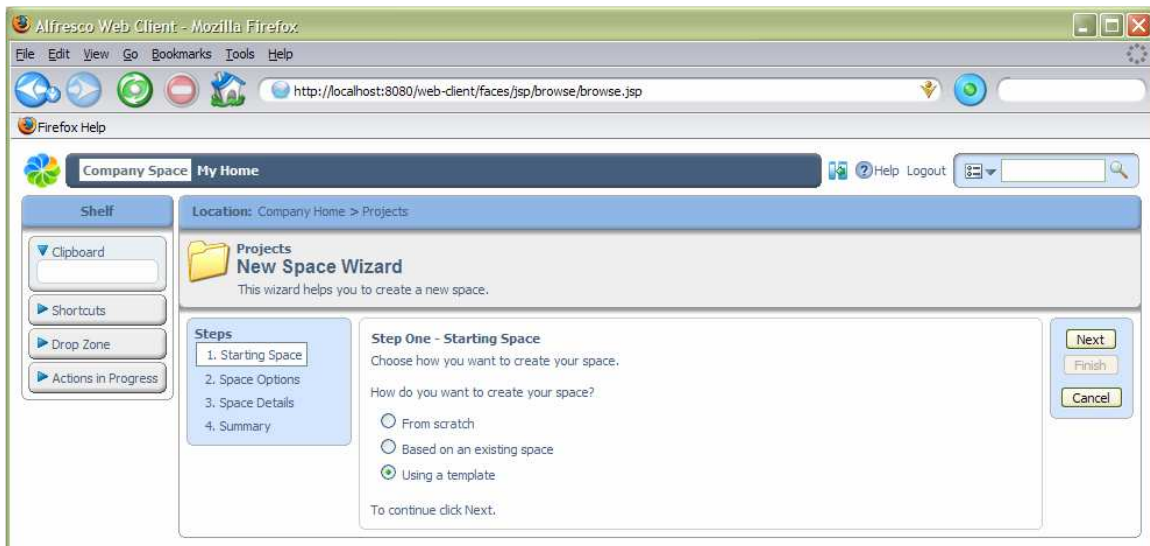 Alfresco Web Client - Mozilla Firefox
File Edit View Go Bookmarks Tools Help
http://localhost:8080/web-client/faces/jsp/browse/browse.jsp
Firefox Help
Company Space My Home
Help Logout
Shelf
Location: Company Home > Projects
Clipboard
Projects
New Space Wizard
This wizard helps you to create a new space.
Shortcuts
Drop Zone
Actions in Progress
Steps
1. Starting Space
2. Space Options
3. Space Details
4. Summary
Step One - Starting Space
Choose how you want to create your space.
How do you want to create your space?
From scratch
Based on an existing space
Using a template
To continue click Next.
Next
Finish
Cancel